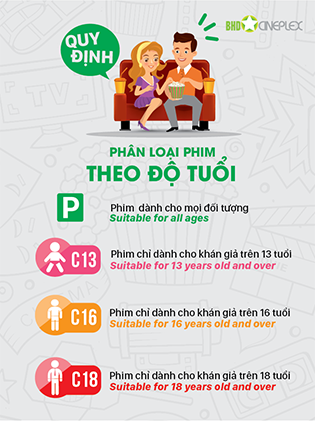 BHD CINEPLEX
QUY
ĐỊNH
PHÂN LOẠI PHIM
THEO ĐỘ TUỔI
P
Phim dành cho mọi đối tượng
Suitable for all ages
C13
Phim chỉ dành cho khán giả trên 13 tuổi
Suitable for 13 years old and over
C16
Phim chỉ dành cho khán giả trên 16 tuổi
Suitable for 16 years old and over
C18
Phim chỉ dành cho khán giả trên 18 tuổi
Suitable for 18 years old and over